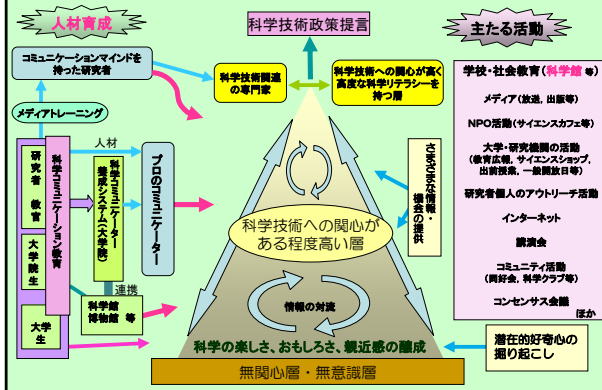 人材育成
科学技術政策提言
主たる活動
コミュニケーションマインドを
持った研究者
科学技術関連
の専門家
科学技術への関心が高く
高度な科学リテラシーを
持つ層
メディアトレーニング
人材
研究者
教官
大学院生
大学生
科学コミュニケーション教育
科学コミュニケーター
養成システム(大学院)
プロのコミュニケーター
連携
科学館
博物館 等
科学技術への関心が
ある程度高い層
情報の対流
科学の楽しさ、おもしろさ、親近感の醸成
無関心層・無意識層
さまざまな情報・
機会の提供
学校・社会教育(科学館 等)
メディア(放送, 出版等)
NPO活動(サイエンスカフェ等)
大学・研究機関の活動
(教育広報, サイエンスショップ,
出前授業, 一般開放日等)
研究者個人のアウトリーチ活動
インターネット
講演会
コミュニティ活動
(同好会, 科学クラブ等)
コンセンサス会議
ほか
潜在的好奇心の
掘り起こし